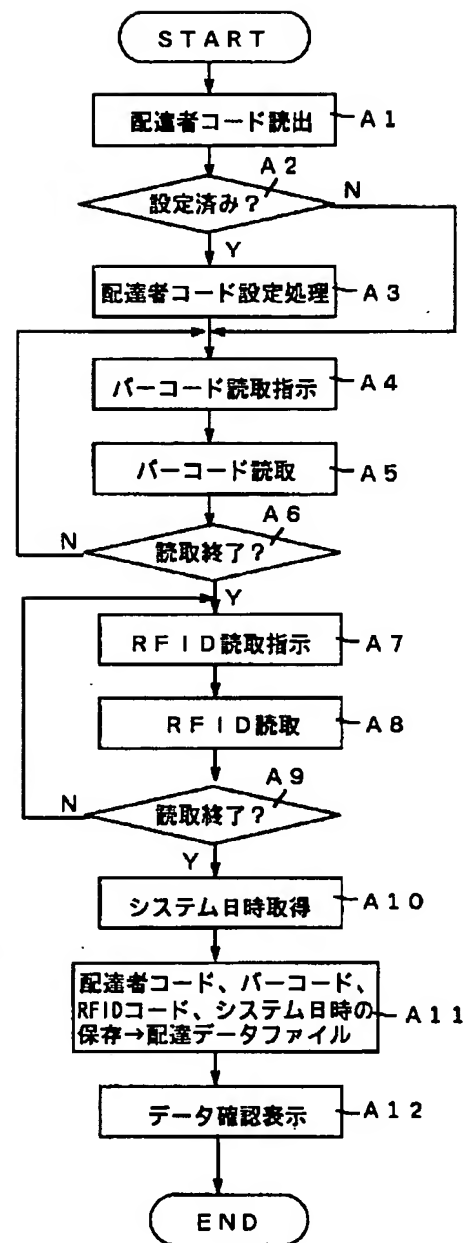 START
配達者コード読出
A1
A2
設定済み?
N
Y
配達者コード設定処理
A3
バーコード読取指示
A4
バーコード読取
A5
A6
読取終了?
N
Y
RFID読取指示
A7
RFID読取
A8
A9
読取終了?
N
Y
システム日時取得
A10
配達者コード、バーコード、
RFIDコード、システム日時の
保存→配達データファイル
A11
データ確認表示
A12
END